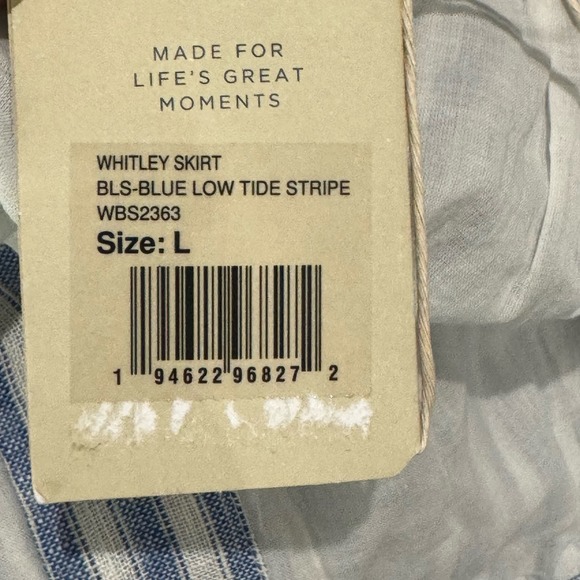 MADE FOR
LIFE'S GREAT
MOMENTS
WHITLEY SKIRT
BLS-BLUE LOW TIDE STRIPE
WBS2363
Size: L
1 94622 96827 2